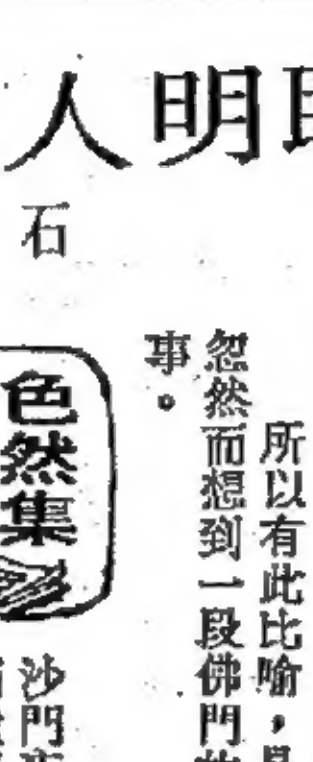 明人
石
所以有此比喻,
忽然而想到一段佛門
事。
色然集
沙門